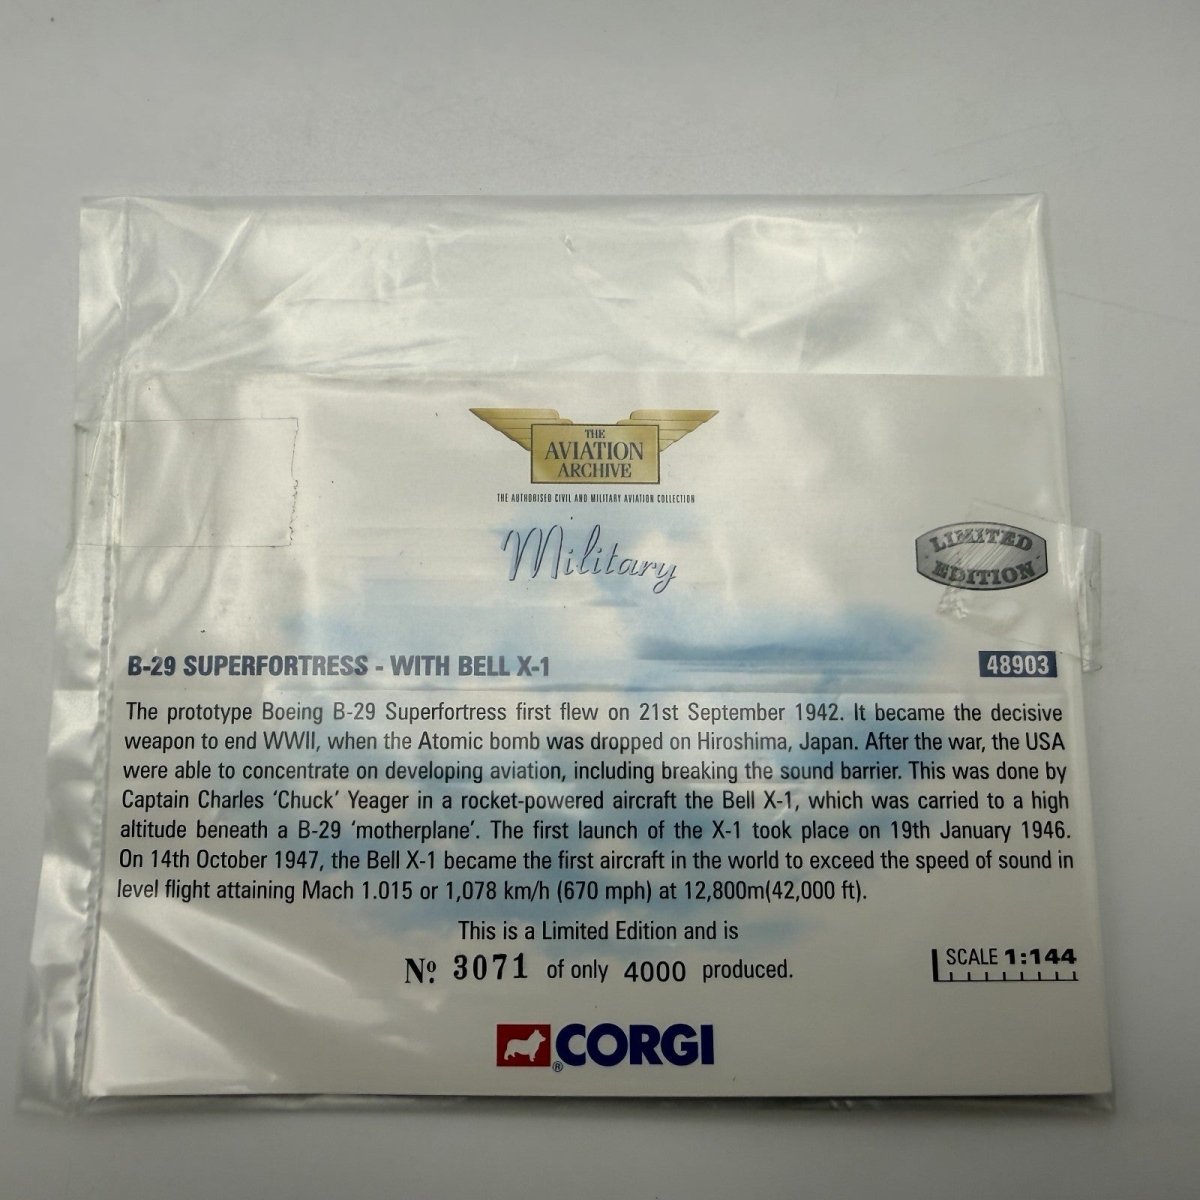 THE
AVIATION
ARCHIVE
THE AUTHORISED CIVIL AND MILITARY AVIATION COLLECTION
Military
LIMITED
EDITION
B-29 SUPERFORTRESS - WITH BELL X-1
48903
The prototype Boeing B-29 Superfortress first flew on 21st September 1942. It became the decisive
weapon to end WWII, when the Atomic bomb was dropped on Hiroshima, Japan. After the war, the USA
were able to concentrate on developing aviation, including breaking the sound barrier. This was done by
Captain Charles ‘Chuck’ Yeager in a rocket-powered aircraft the Bell X-1, which was carried to a high
altitude beneath a B-29 ‘motherplane’. The first launch of the X-1 took place on 19th January 1946.
On 14th October 1947, the Bell X-1 became the first aircraft in the world to exceed the speed of sound in
level flight attaining Mach 1.015 or 1,078 km/h (670 mph) at 12,800m(42,000 ft).
This is a Limited Edition and is
Nº 3071 of only 4000 produced.
SCALE 1:144
® CORGI